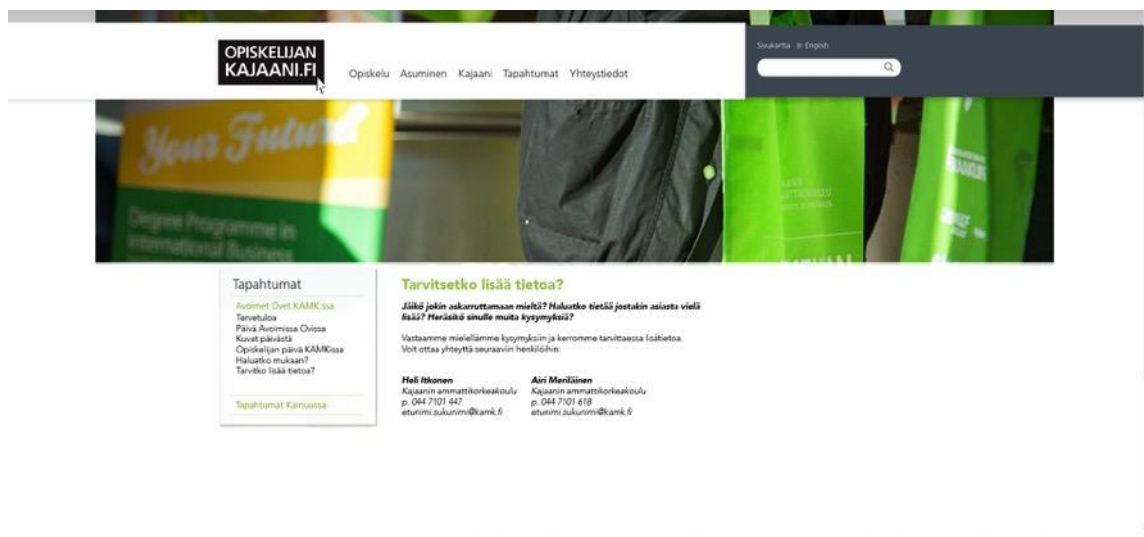 OPISKELIJAN
KAJAANI.FI
Opiskelu Asuminen Kajaani Tapahtumat Yhteystiedot
Sivukartta In English
Your Future
Degree Programme in
International Business
Tapahtumat
Avoimet Ovet KAMK:ssa
Tervetuloa
Päivä Avoimissa Ovissa
Kuvat päivästä
Opiskelijan päivä KAMKissa
Haluatko mukaan?
Tarvitko lisää tietoa?
Tapahtumat Kainuussa
Tarvitsetko lisää tietoa?
Jäikö jokin askarruttamaan mieltä? Haluatko tietää jostakin asiasta vielä
lisää? Heräsikö sinulle muita kysymyksiä?
Vastaamme mielellämme kysymyksiin ja kerromme tarvittaessa lisätietoa.
Voit ottaa yhteyttä seuraaviin henkilöihin:
Heli Itkonen
Kajaanin ammattikorkeakoulu
p. 044 7101 447
etunimi.sukunimi@kamk.fi
Airi Meriläinen
Kajaanin ammattikorkeakoulu
p. 044 7101 618
etunimi.sukunimi@kamk.fi